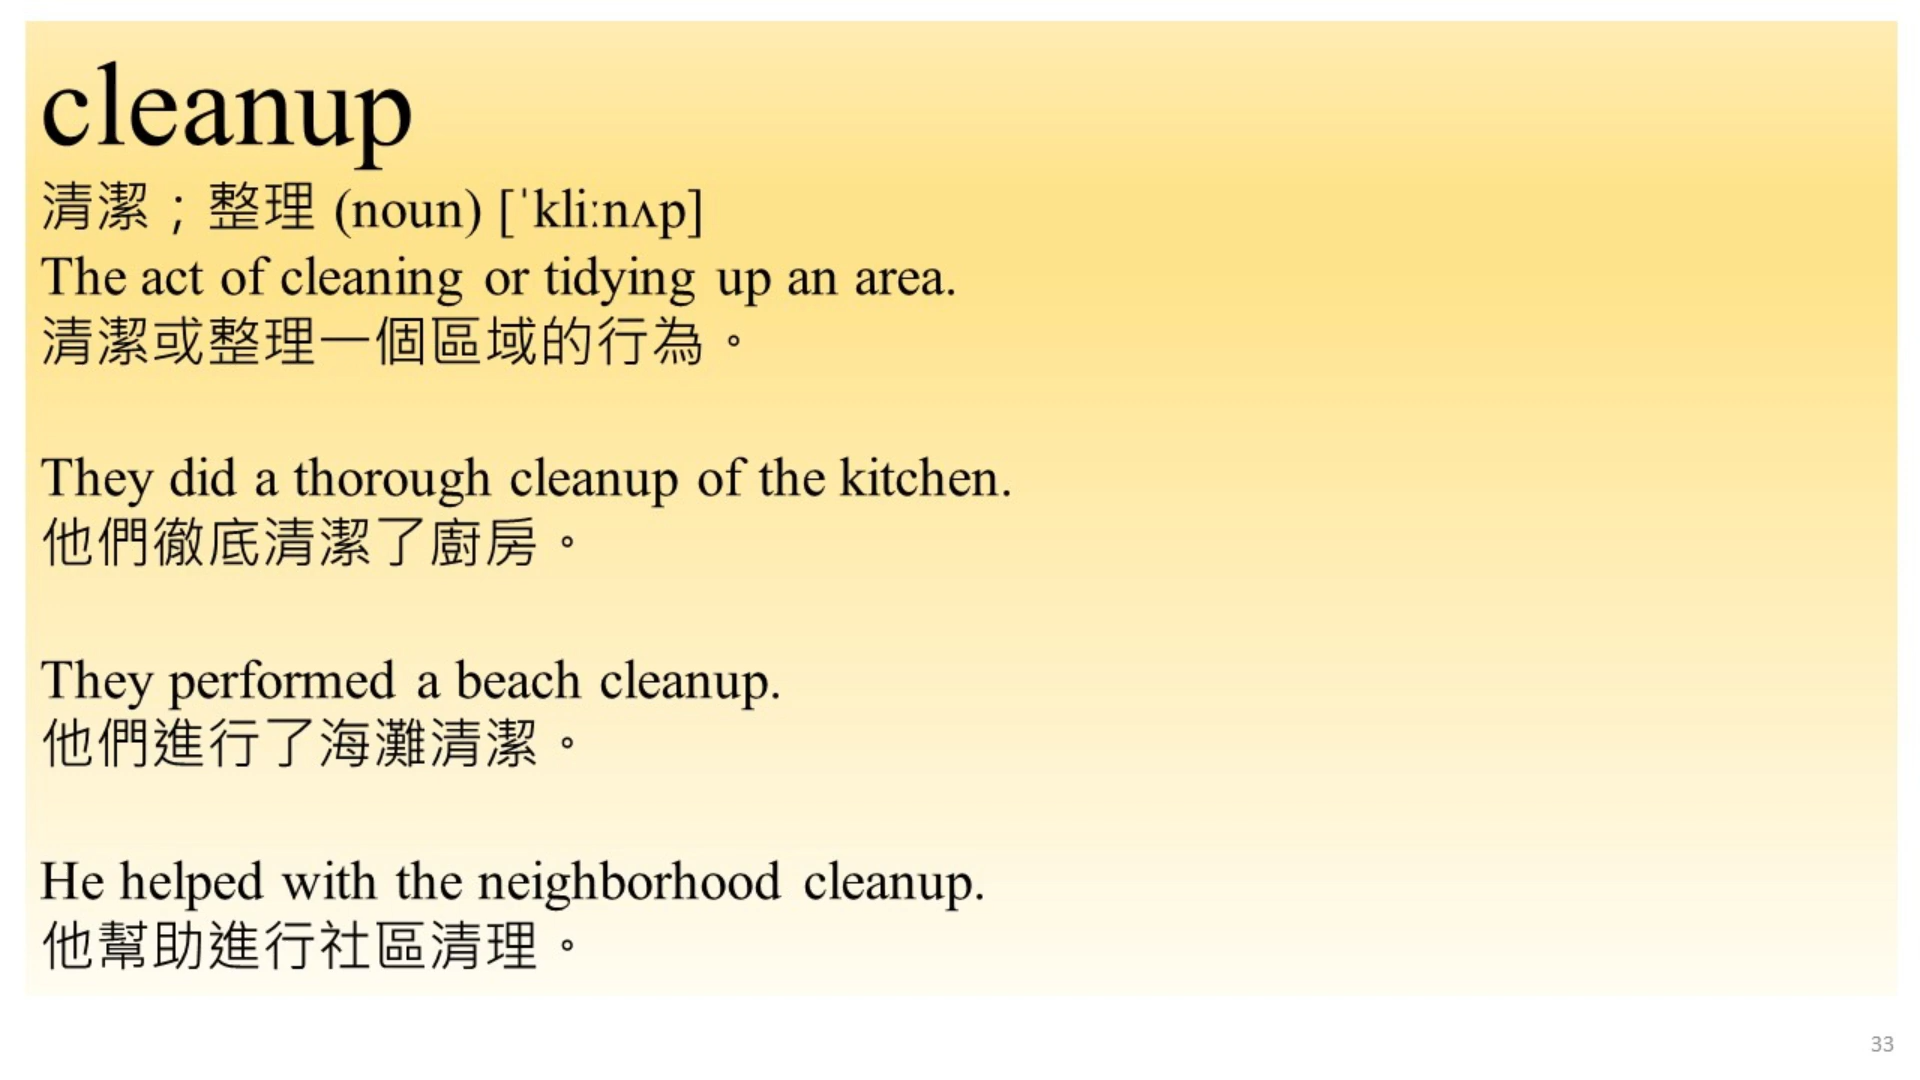 cleanup
清潔；整理 (noun) [ˈkliːnʌp]
The act of cleaning or tidying up an area.
清潔或整理一個區域的行為。
They did a thorough cleanup of the kitchen.
他們徹底清潔了廚房。
They performed a beach cleanup.
他們進行了海灘清潔。
He helped with the neighborhood cleanup.
他幫助進行社區清理。
33